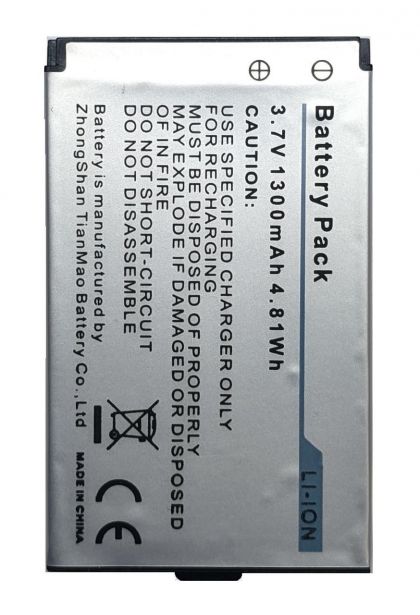 Battery Pack
3.7V 1300mAh 4.81Wh
LI-ION
CAUTION:
USE SPECIFIED CHARGER ONLY
FOR RECHARGING
MUST BE DISPOSED OF PROPERLY
MAY EXPLODE IF DAMAGED OR DISPOSED
OF IN FIRE
DO NOT SHORT-CIRCUIT
DO NOT DISASSEMBLE
Battery is manufactured by
ZhongShan TianMao Battery Co.,Ltd
MADE IN CHINA